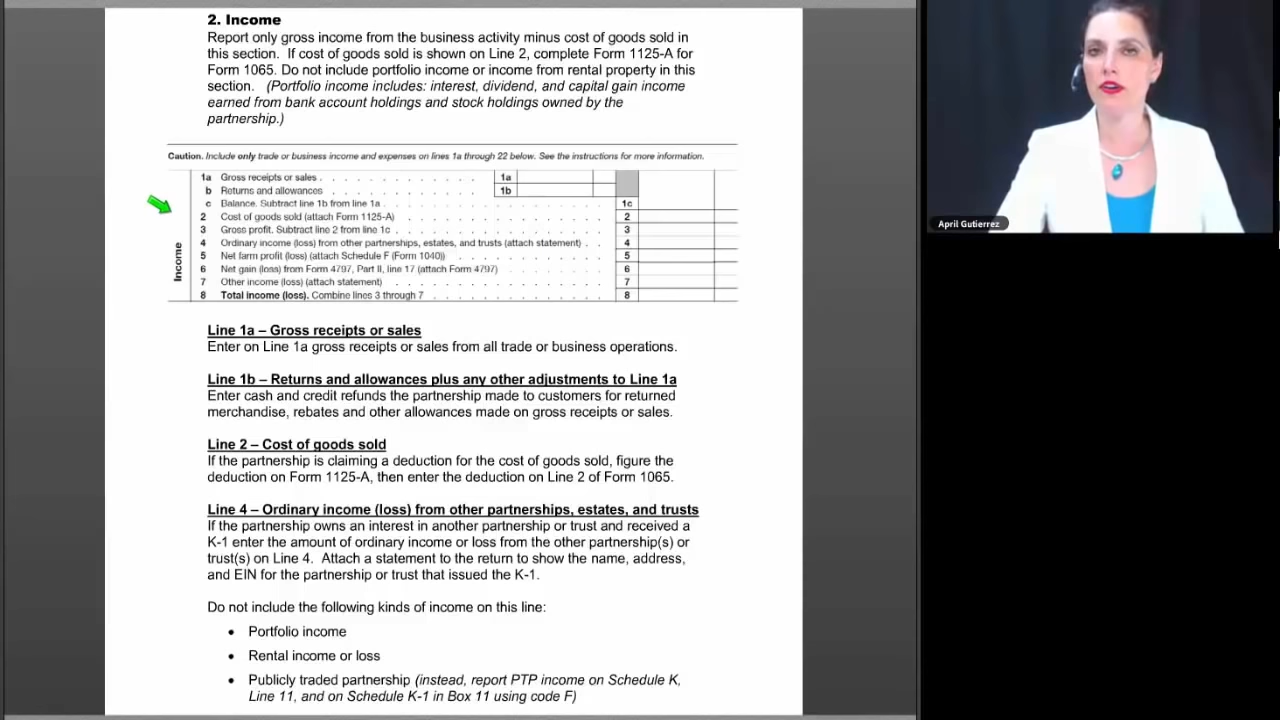 2. Income
Report only gross income from the business activity minus cost of goods sold in
this section. If cost of goods sold is shown on Line 2, complete Form 1125-A for
Form 1065. Do not include portfolio income or income from rental property in this
section. (Portfolio income includes: interest, dividend, and capital gain income
earned from bank account holdings and stock holdings owned by the
partnership.)
Caution. Include only trade or business income and expenses on lines 1a through 22 below. See the instructions for more information.
Income
1a Gross receipts or sales . . . . . . . . . . . 1a
b Returns and allowances . . . . . . . . . . 1b
c Balance. Subtract line 1b from line 1a . . . . . . . . . . . . . . . . 1c
2 Cost of goods sold (attach Form 1125-A) . . . . . . . . . . . . . . . 2
3 Gross profit. Subtract line 2 from line 1c . . . . . . . . . . . . . . . . 3
4 Ordinary income (loss) from other partnerships, estates, and trusts (attach statement) . . 4
5 Net farm profit (loss) (attach Schedule F (Form 1040)) . . . . . . . . . . . . 5
6 Net gain (loss) from Form 4797, Part II, line 17 (attach Form 4797) . . . . . . . . 6
7 Other income (loss) (attach statement) . . . . . . . . . . . . . . . . 7
8 Total income (loss). Combine lines 3 through 7 . . . . . . . . . . . . . 8
Line 1a – Gross receipts or sales
Enter on Line 1a gross receipts or sales from all trade or business operations.
Line 1b – Returns and allowances plus any other adjustments to Line 1a
Enter cash and credit refunds the partnership made to customers for returned
merchandise, rebates and other allowances made on gross receipts or sales.
Line 2 – Cost of goods sold
If the partnership is claiming a deduction for the cost of goods sold, figure the
deduction on Form 1125-A, then enter the deduction on Line 2 of Form 1065.
Line 4 – Ordinary income (loss) from other partnerships, estates, and trusts
If the partnership owns an interest in another partnership or trust and received a
K-1 enter the amount of ordinary income or loss from the other partnership(s) or
trust(s) on Line 4. Attach a statement to the return to show the name, address,
and EIN for the partnership or trust that issued the K-1.
Do not include the following kinds of income on this line:
• Portfolio income
• Rental income or loss
• Publicly traded partnership (instead, report PTP income on Schedule K,
Line 11, and on Schedule K-1 in Box 11 using code F)
April Gutierrez